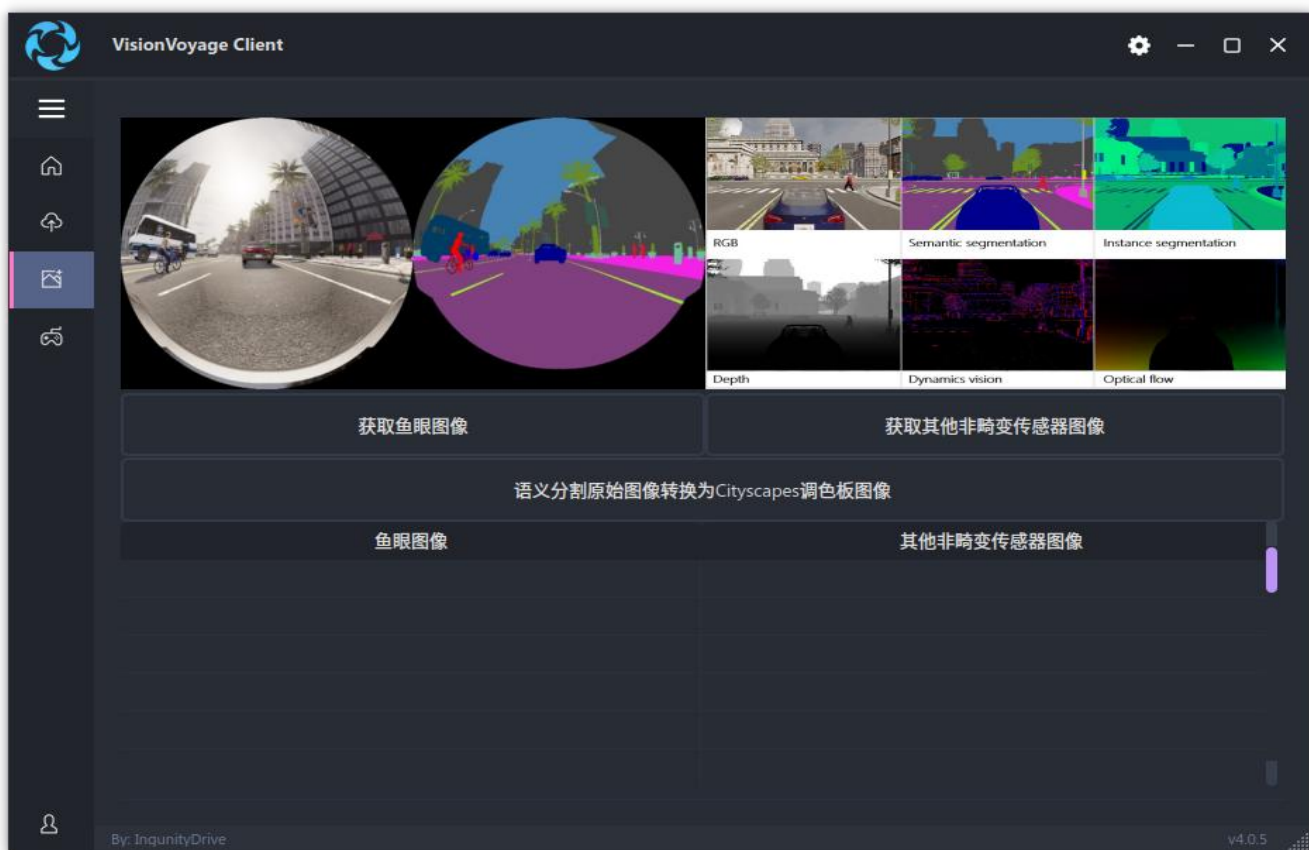 VisionVoyage Client
RGB
Semantic segmentation
Instance segmentation
Depth
Dynamics vision
Optical flow
获取鱼眼图像
获取其他非畸变传感器图像
语义分割原始图像转换为Cityscapes调色板图像
鱼眼图像
其他非畸变传感器图像
By: InqunityDrive
v4.0.5